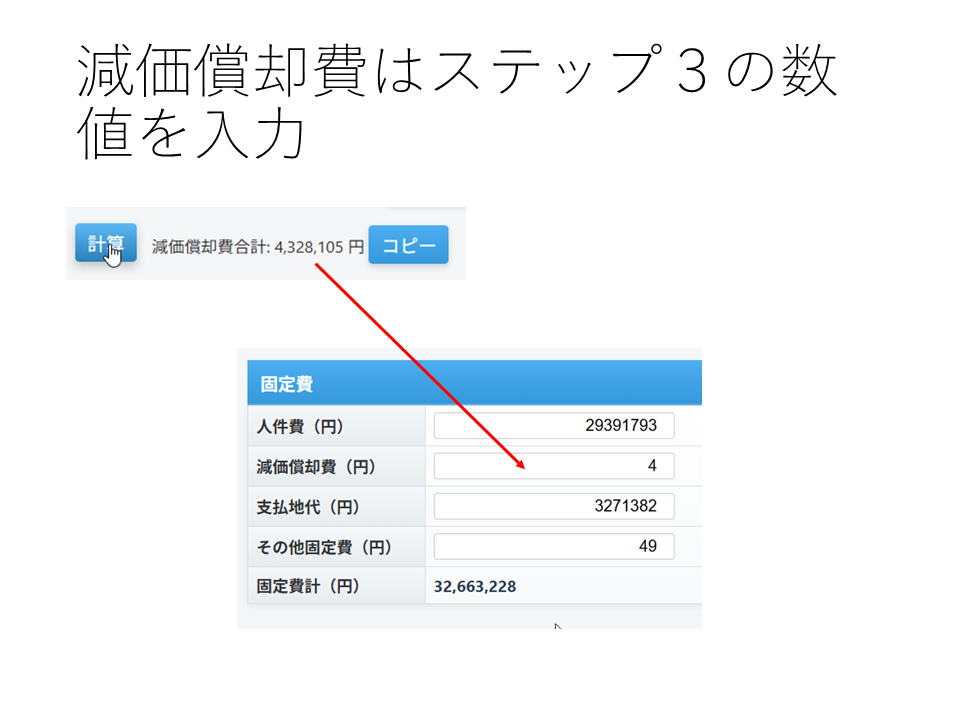 減価償却費はステップ３の数
値を入力
計算 減価償却費合計: 4,328,105 円 コピー
固定費
人件費（円） 29391793
減価償却費（円） 4
支払地代（円） 3271382
その他固定費（円） 49
固定費計（円） 32,663,228